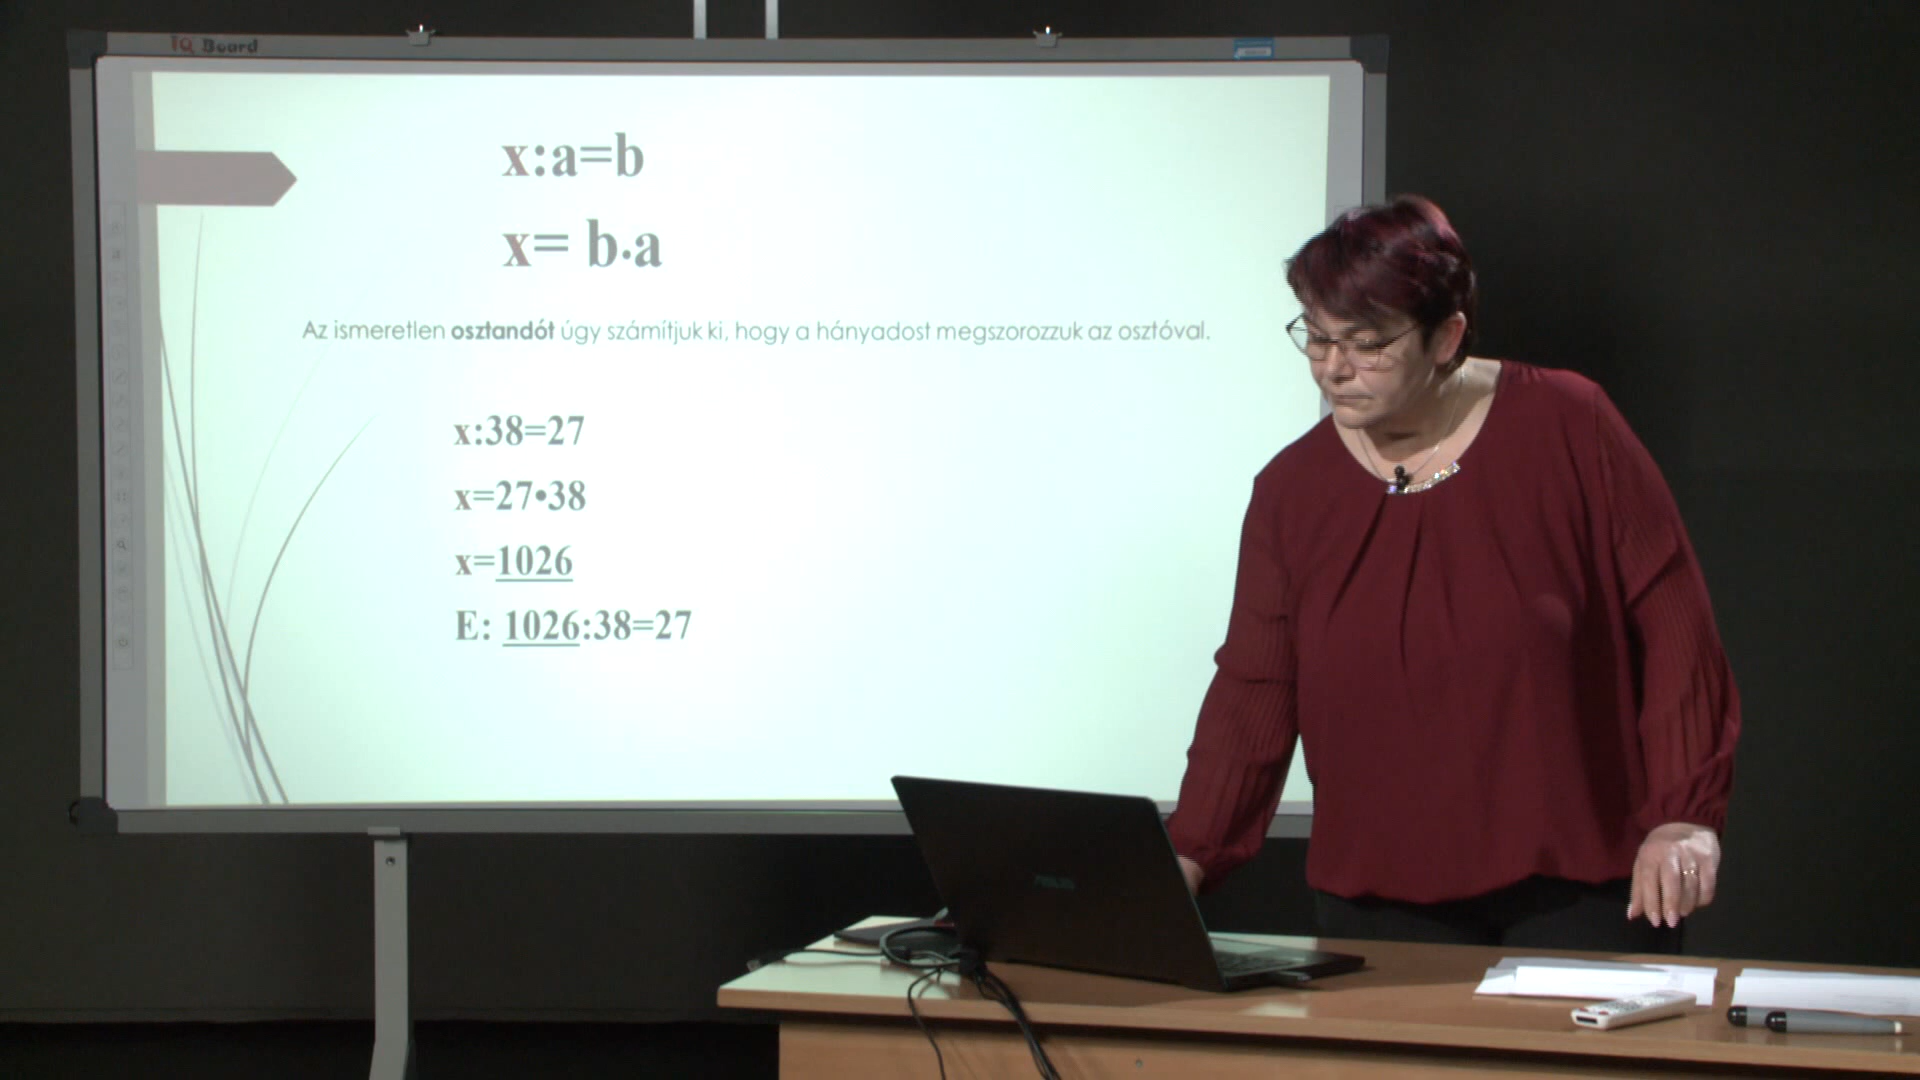 IQ Board
x:a=b
x= b·a
Az ismeretlen osztandót úgy számítjuk ki, hogy a hányadost megszorozzuk az osztóval.
x:38=27
x=27•38
x=1026
E: 1026:38=27
ASUS